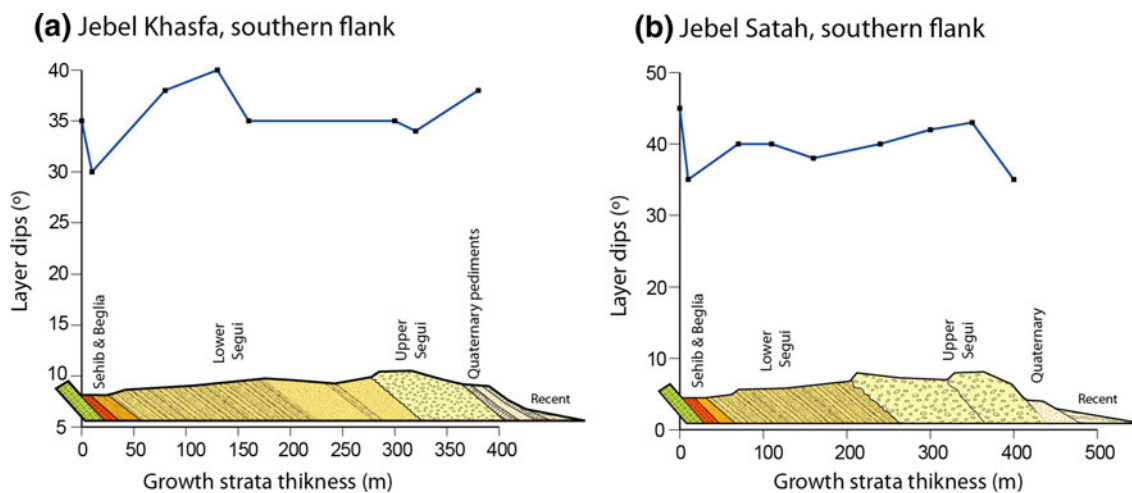 (a) Jebel Khasfa, southern flank
40
35
30
25
20
15
10
5
Layer dips (º)
Sehib & Beglia
Lower
Segui
Upper
Segui
Quaternary pediments
Recent
0 50 100 150 200 250 300 350 400
Growth strata thikness (m)
(b) Jebel Satah, southern flank
50
40
30
20
10
0
Layer dips (º)
Sehib & Beglia
Lower
Segui
Upper
Segui
Quaternary
Recent
0 100 200 300 400 500
Growth strata thikness (m)